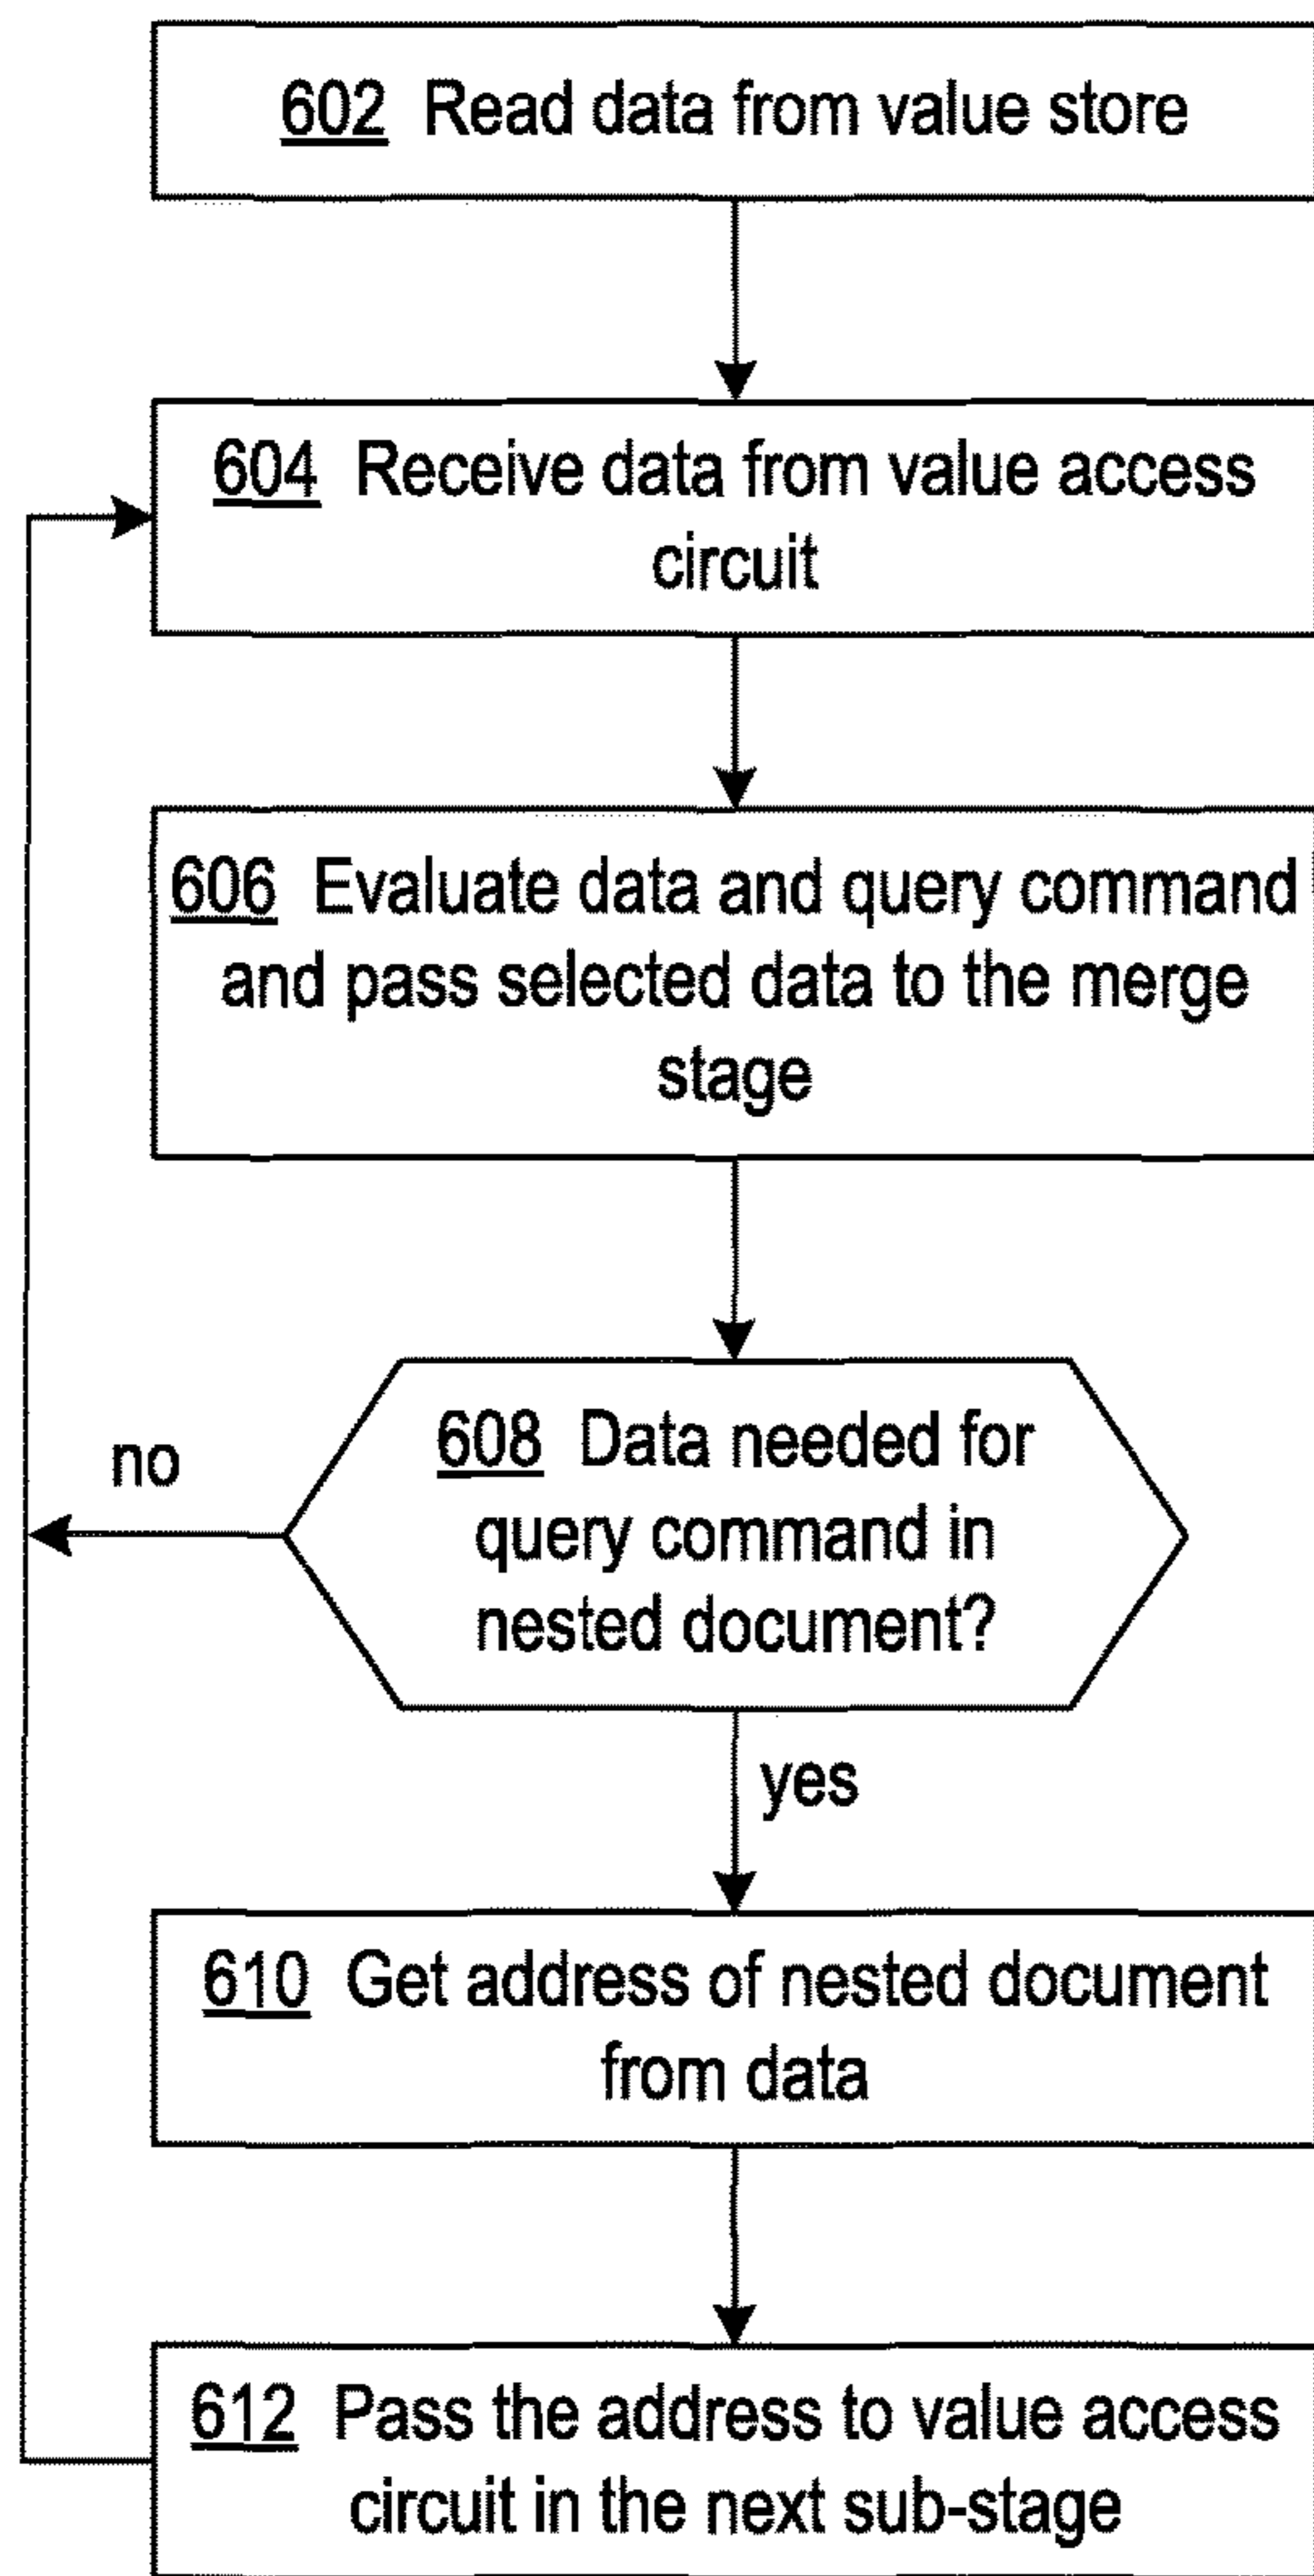 602 Read data from value store
604 Receive data from value access
circuit
606 Evaluate data and query command
and pass selected data to the merge
stage
608 Data needed for
query command in
nested document?
no
yes
610 Get address of nested document
from data
612 Pass the address to value access
circuit in the next sub-stage